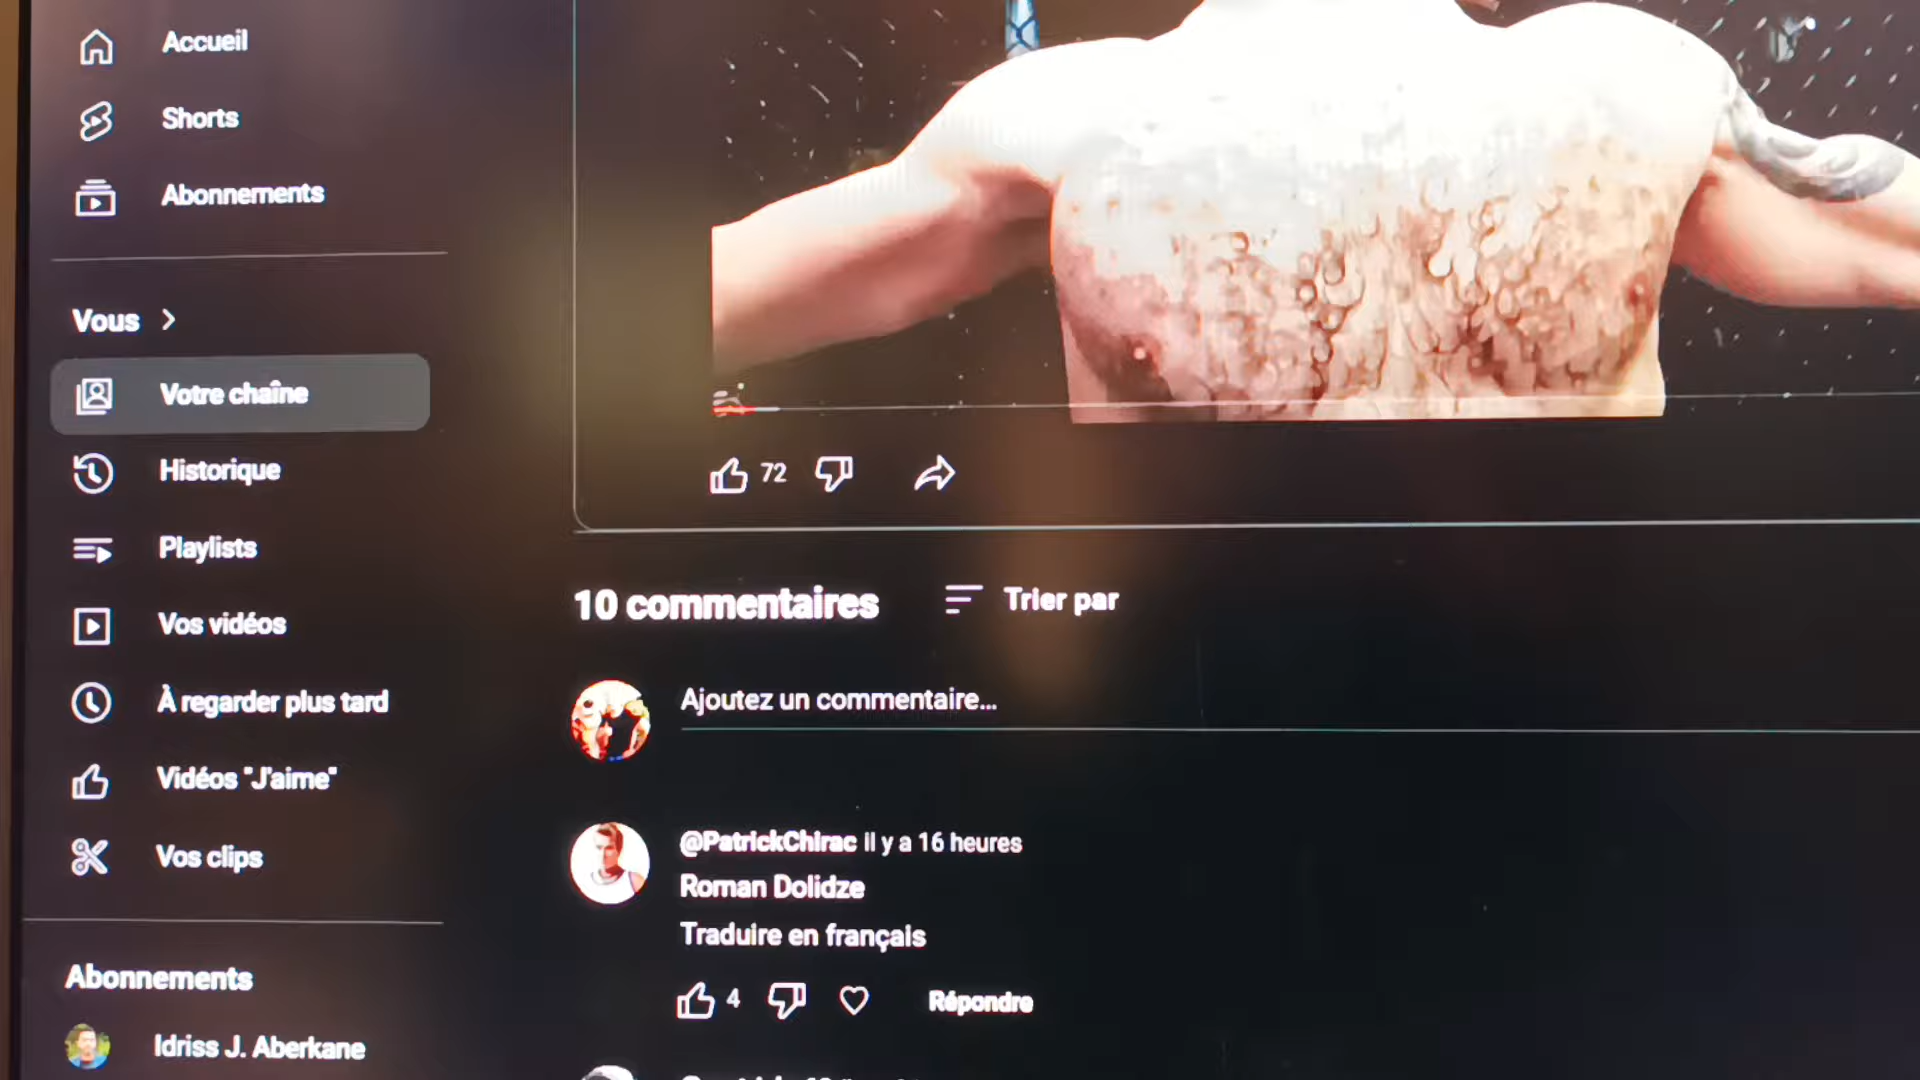 Accueil
Shorts
Abonnements
Vous
Votre chaîne
Historique
Playlists
Vos vidéos
À regarder plus tard
Vidéos "J'aime"
Vos clips
Abonnements
Idriss J. Aberkane
72
10 commentaires
Trier par
Ajoutez un commentaire...
@PatrickChirac il y a 16 heures
Roman Dolidze
Traduire en français
4
Répondre